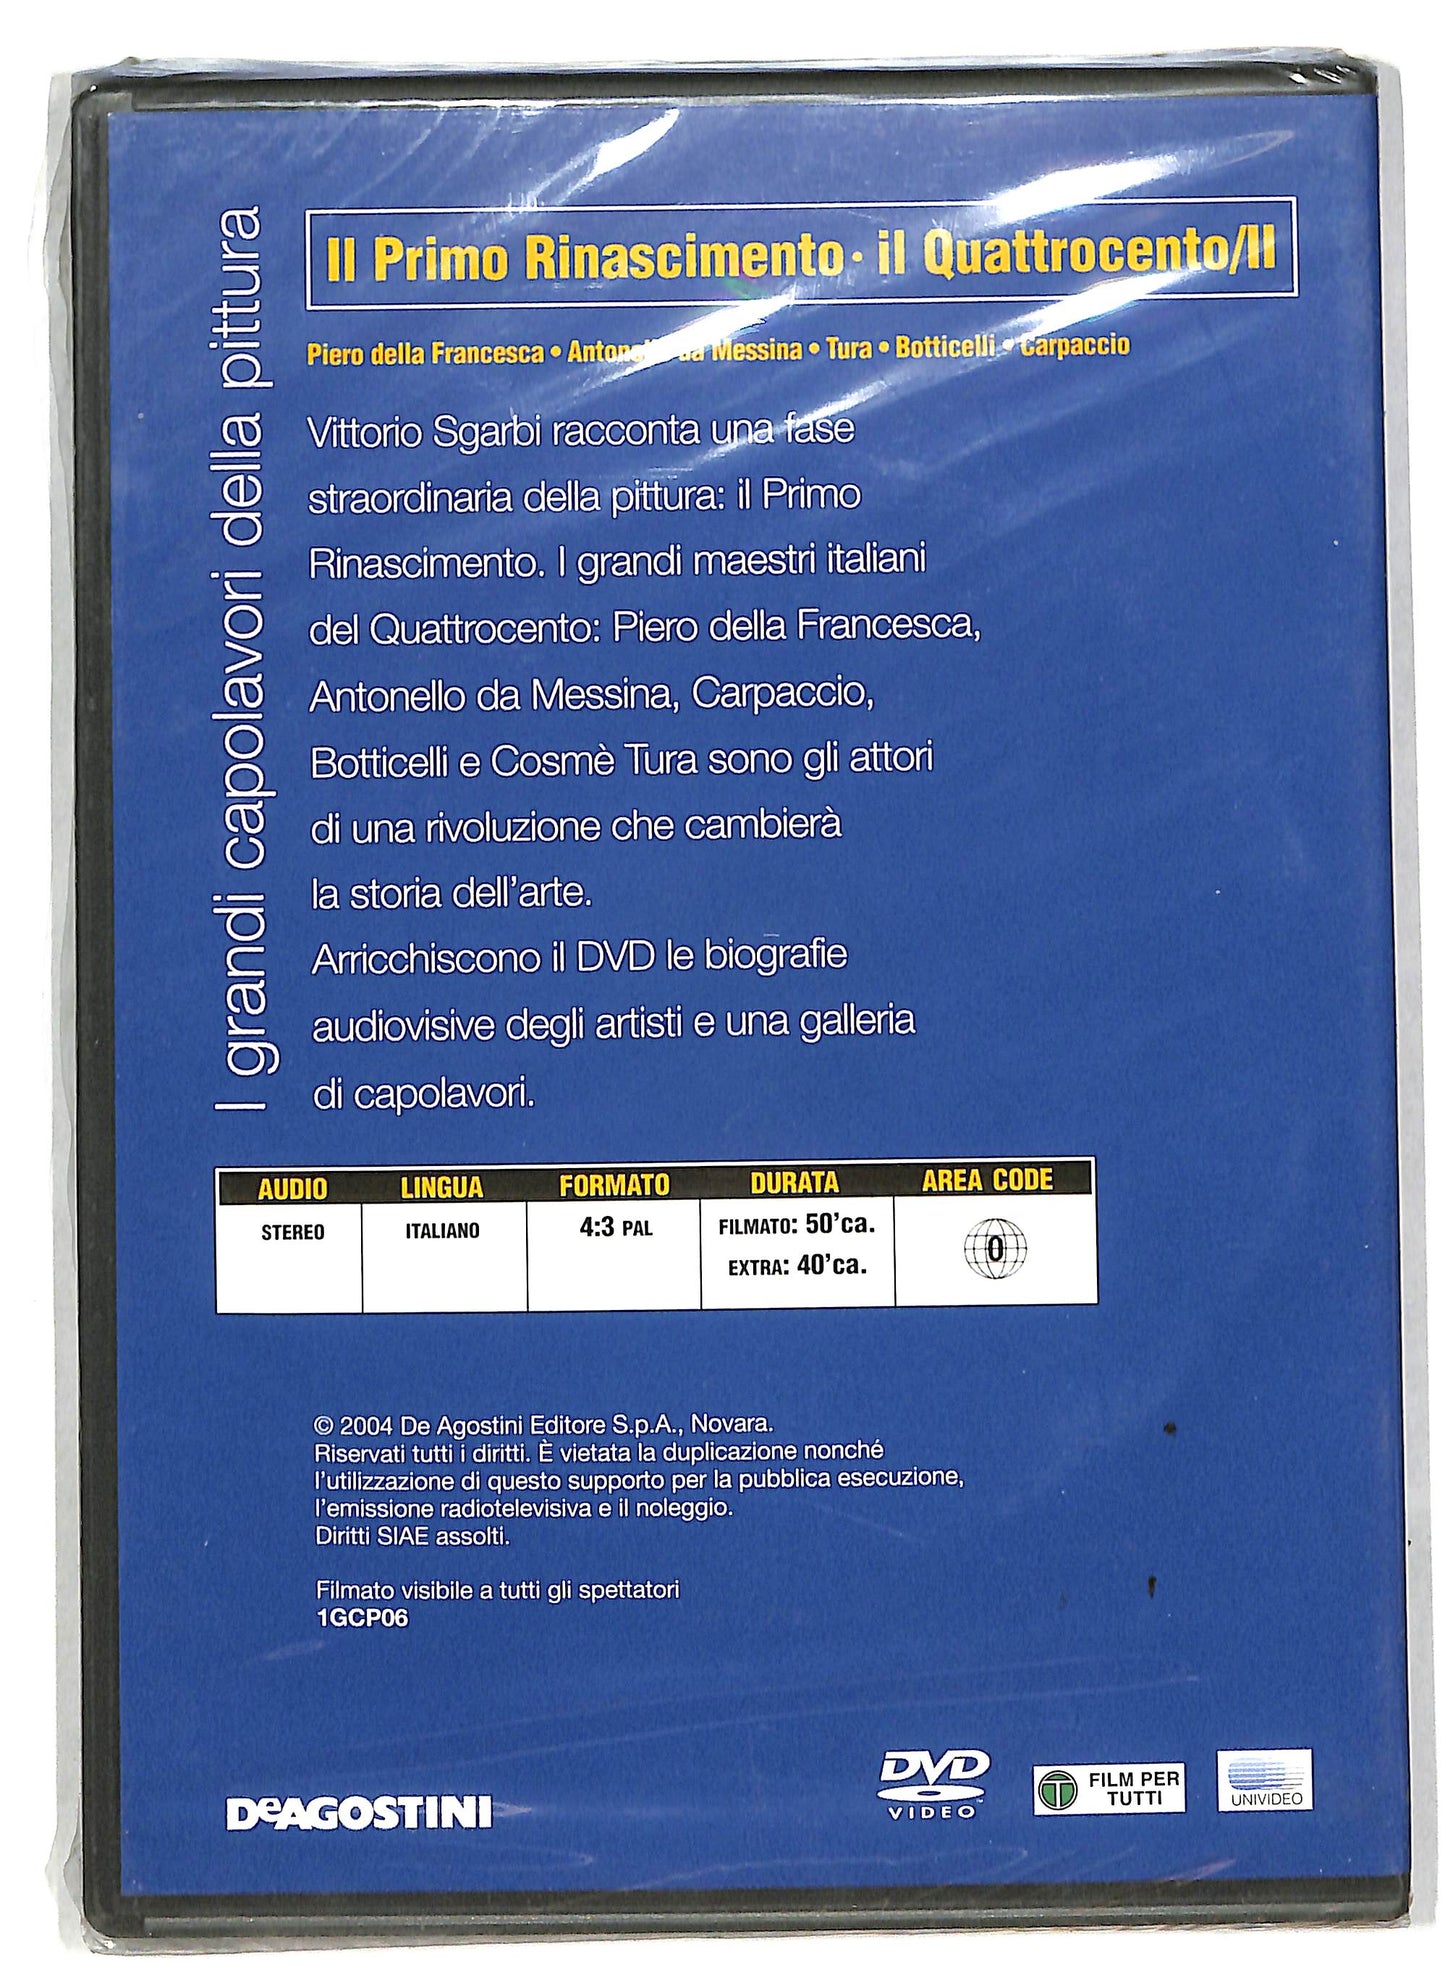 I grandi capolavori della pittura
Il Primo Rinascimento · il Quattrocento/II
Piero della Francesca • Antonello da Messina • Tura • Botticelli • Carpaccio
Vittorio Sgarbi racconta una fase
straordinaria della pittura: il Primo
Rinascimento. I grandi maestri italiani
del Quattrocento: Piero della Francesca,
Antonello da Messina, Carpaccio,
Botticelli e Cosmè Tura sono gli attori
di una rivoluzione che cambierà
la storia dell'arte.
Arricchiscono il DVD le biografie
audiovisive degli artisti e una galleria
di capolavori.
AUDIO LINGUA FORMATO DURATA AREA CODE
STEREO ITALIANO 4:3 PAL FILMATO: 50'ca. 0
EXTRA: 40'ca.
© 2004 De Agostini Editore S.p.A., Novara.
Riservati tutti i diritti. È vietata la duplicazione nonché
l'utilizzazione di questo supporto per la pubblica esecuzione,
l'emissione radiotelevisiva e il noleggio.
Diritti SIAE assolti.
Filmato visibile a tutti gli spettatori
1GCP06
DeAGOSTINI
DVD
VIDEO™
T FILM PER
TUTTI
UNIVIDEO